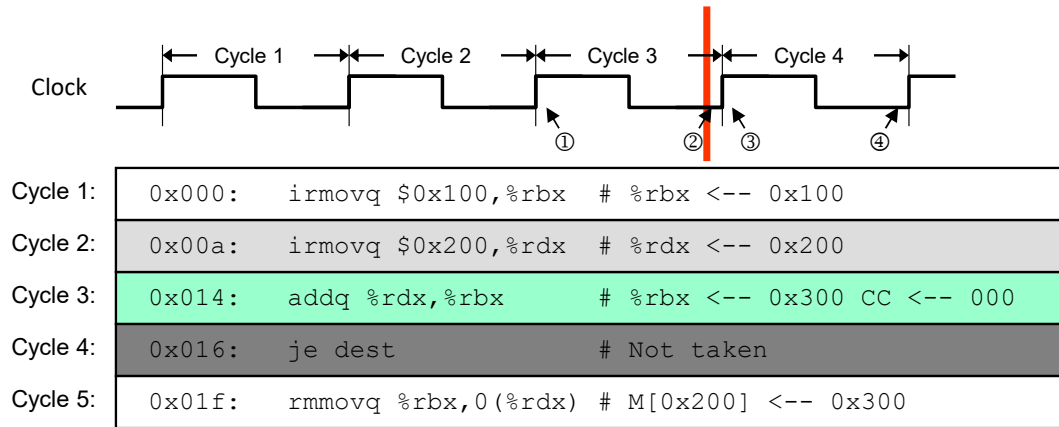 Cycle 1 Cycle 2 Cycle 3 Cycle 4
Clock
① ② ③ ④
Cycle 1: 0x000: irmovq $0x100,%rbx # %rbx <-- 0x100
Cycle 2: 0x00a: irmovq $0x200,%rdx # %rdx <-- 0x200
Cycle 3: 0x014: addq %rdx,%rbx # %rbx <-- 0x300 CC <-- 000
Cycle 4: 0x016: je dest # Not taken
Cycle 5: 0x01f: rmmovq %rbx,0(%rdx) # M[0x200] <-- 0x300